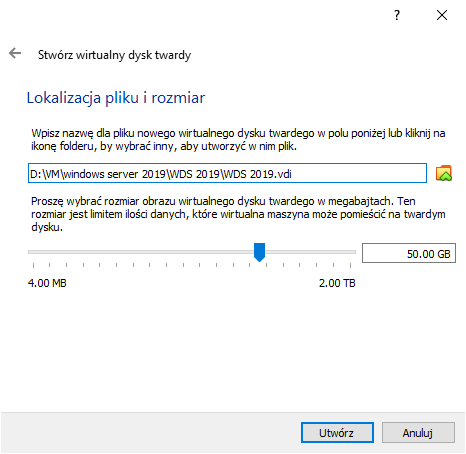 ?
Stwórz wirtualny dysk twardy
Lokalizacja pliku i rozmiar
Wpisz nazwę dla pliku nowego wirtualnego dysku twardego w polu poniżej lub kliknij na
ikonę folderu, by wybrać inny, aby utworzyć w nim plik.
D:\VM\windows server 2019\WDS 2019\WDS 2019.vdi
Proszę wybrać rozmiar obrazu wirtualnego dysku twardego w megabajtach. Ten
rozmiar jest limitem ilości danych, które wirtualna maszyna może pomieścić na twardym
dysku.
50.00 GB
4.00 MB 2.00 TB
Utwórz Anuluj